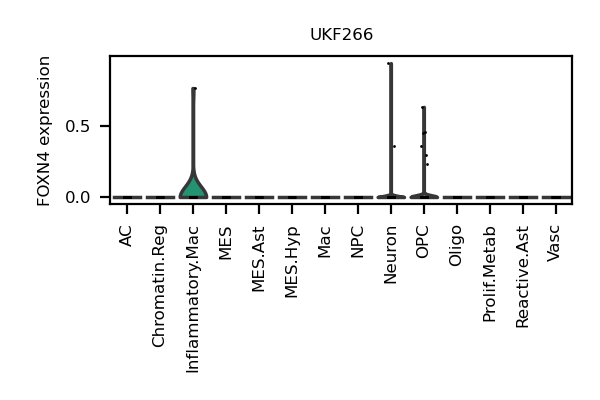 UKF266
FOXN4 expression
0.5
0.0
AC
Chromatin.Reg
Inflammatory.Mac
MES
MES.Ast
MES.Hyp
Mac
NPC
Neuron
OPC
Oligo
Prolif.Metab
Reactive.Ast
Vasc